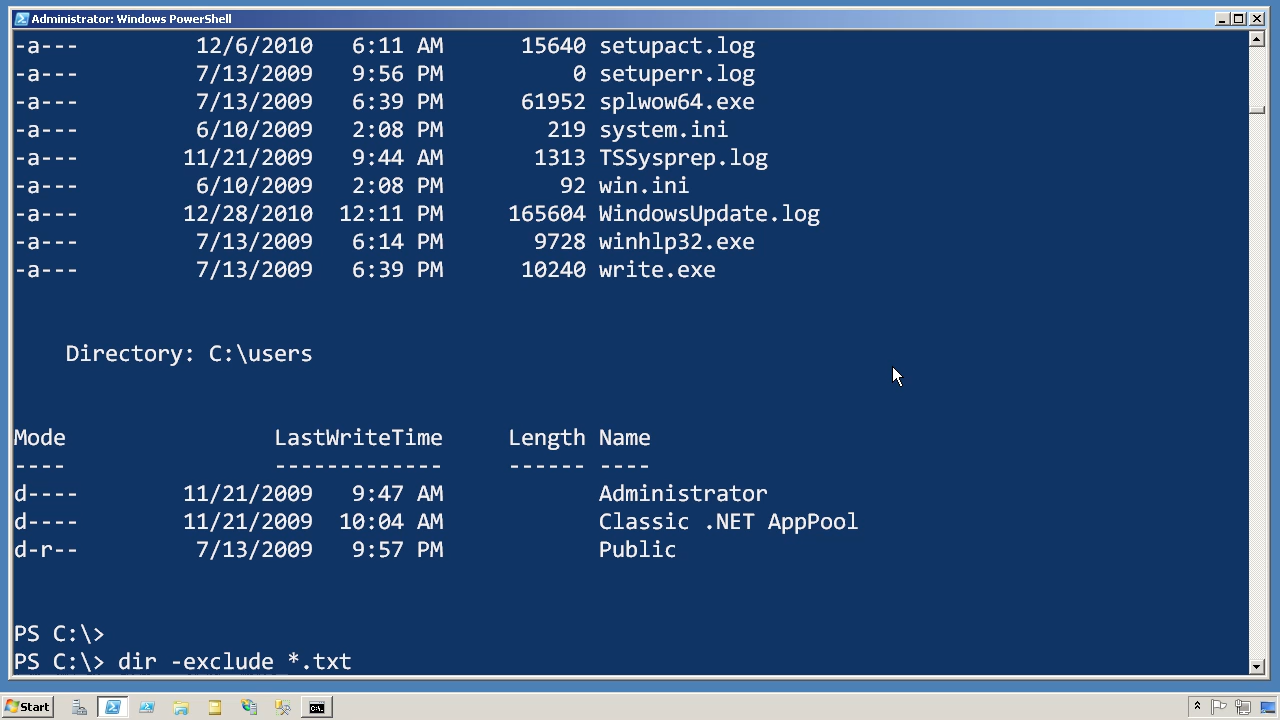 Administrator: Windows PowerShell
-a--- 12/6/2010 6:11 AM 15640 setupact.log
-a--- 7/13/2009 9:56 PM 0 setuperr.log
-a--- 7/13/2009 6:39 PM 61952 splwow64.exe
-a--- 6/10/2009 2:08 PM 219 system.ini
-a--- 11/21/2009 9:44 AM 1313 TSSysprep.log
-a--- 6/10/2009 2:08 PM 92 win.ini
-a--- 12/28/2010 12:11 PM 165604 WindowsUpdate.log
-a--- 7/13/2009 6:14 PM 9728 winhlp32.exe
-a--- 7/13/2009 6:39 PM 10240 write.exe
Directory: C:\users
Mode LastWriteTime Length Name
---- ------------- ------ ----
d---- 11/21/2009 9:47 AM Administrator
d---- 11/21/2009 10:04 AM Classic .NET AppPool
d-r-- 7/13/2009 9:57 PM Public
PS C:\>
PS C:\> dir -exclude *.txt
Start
C:\